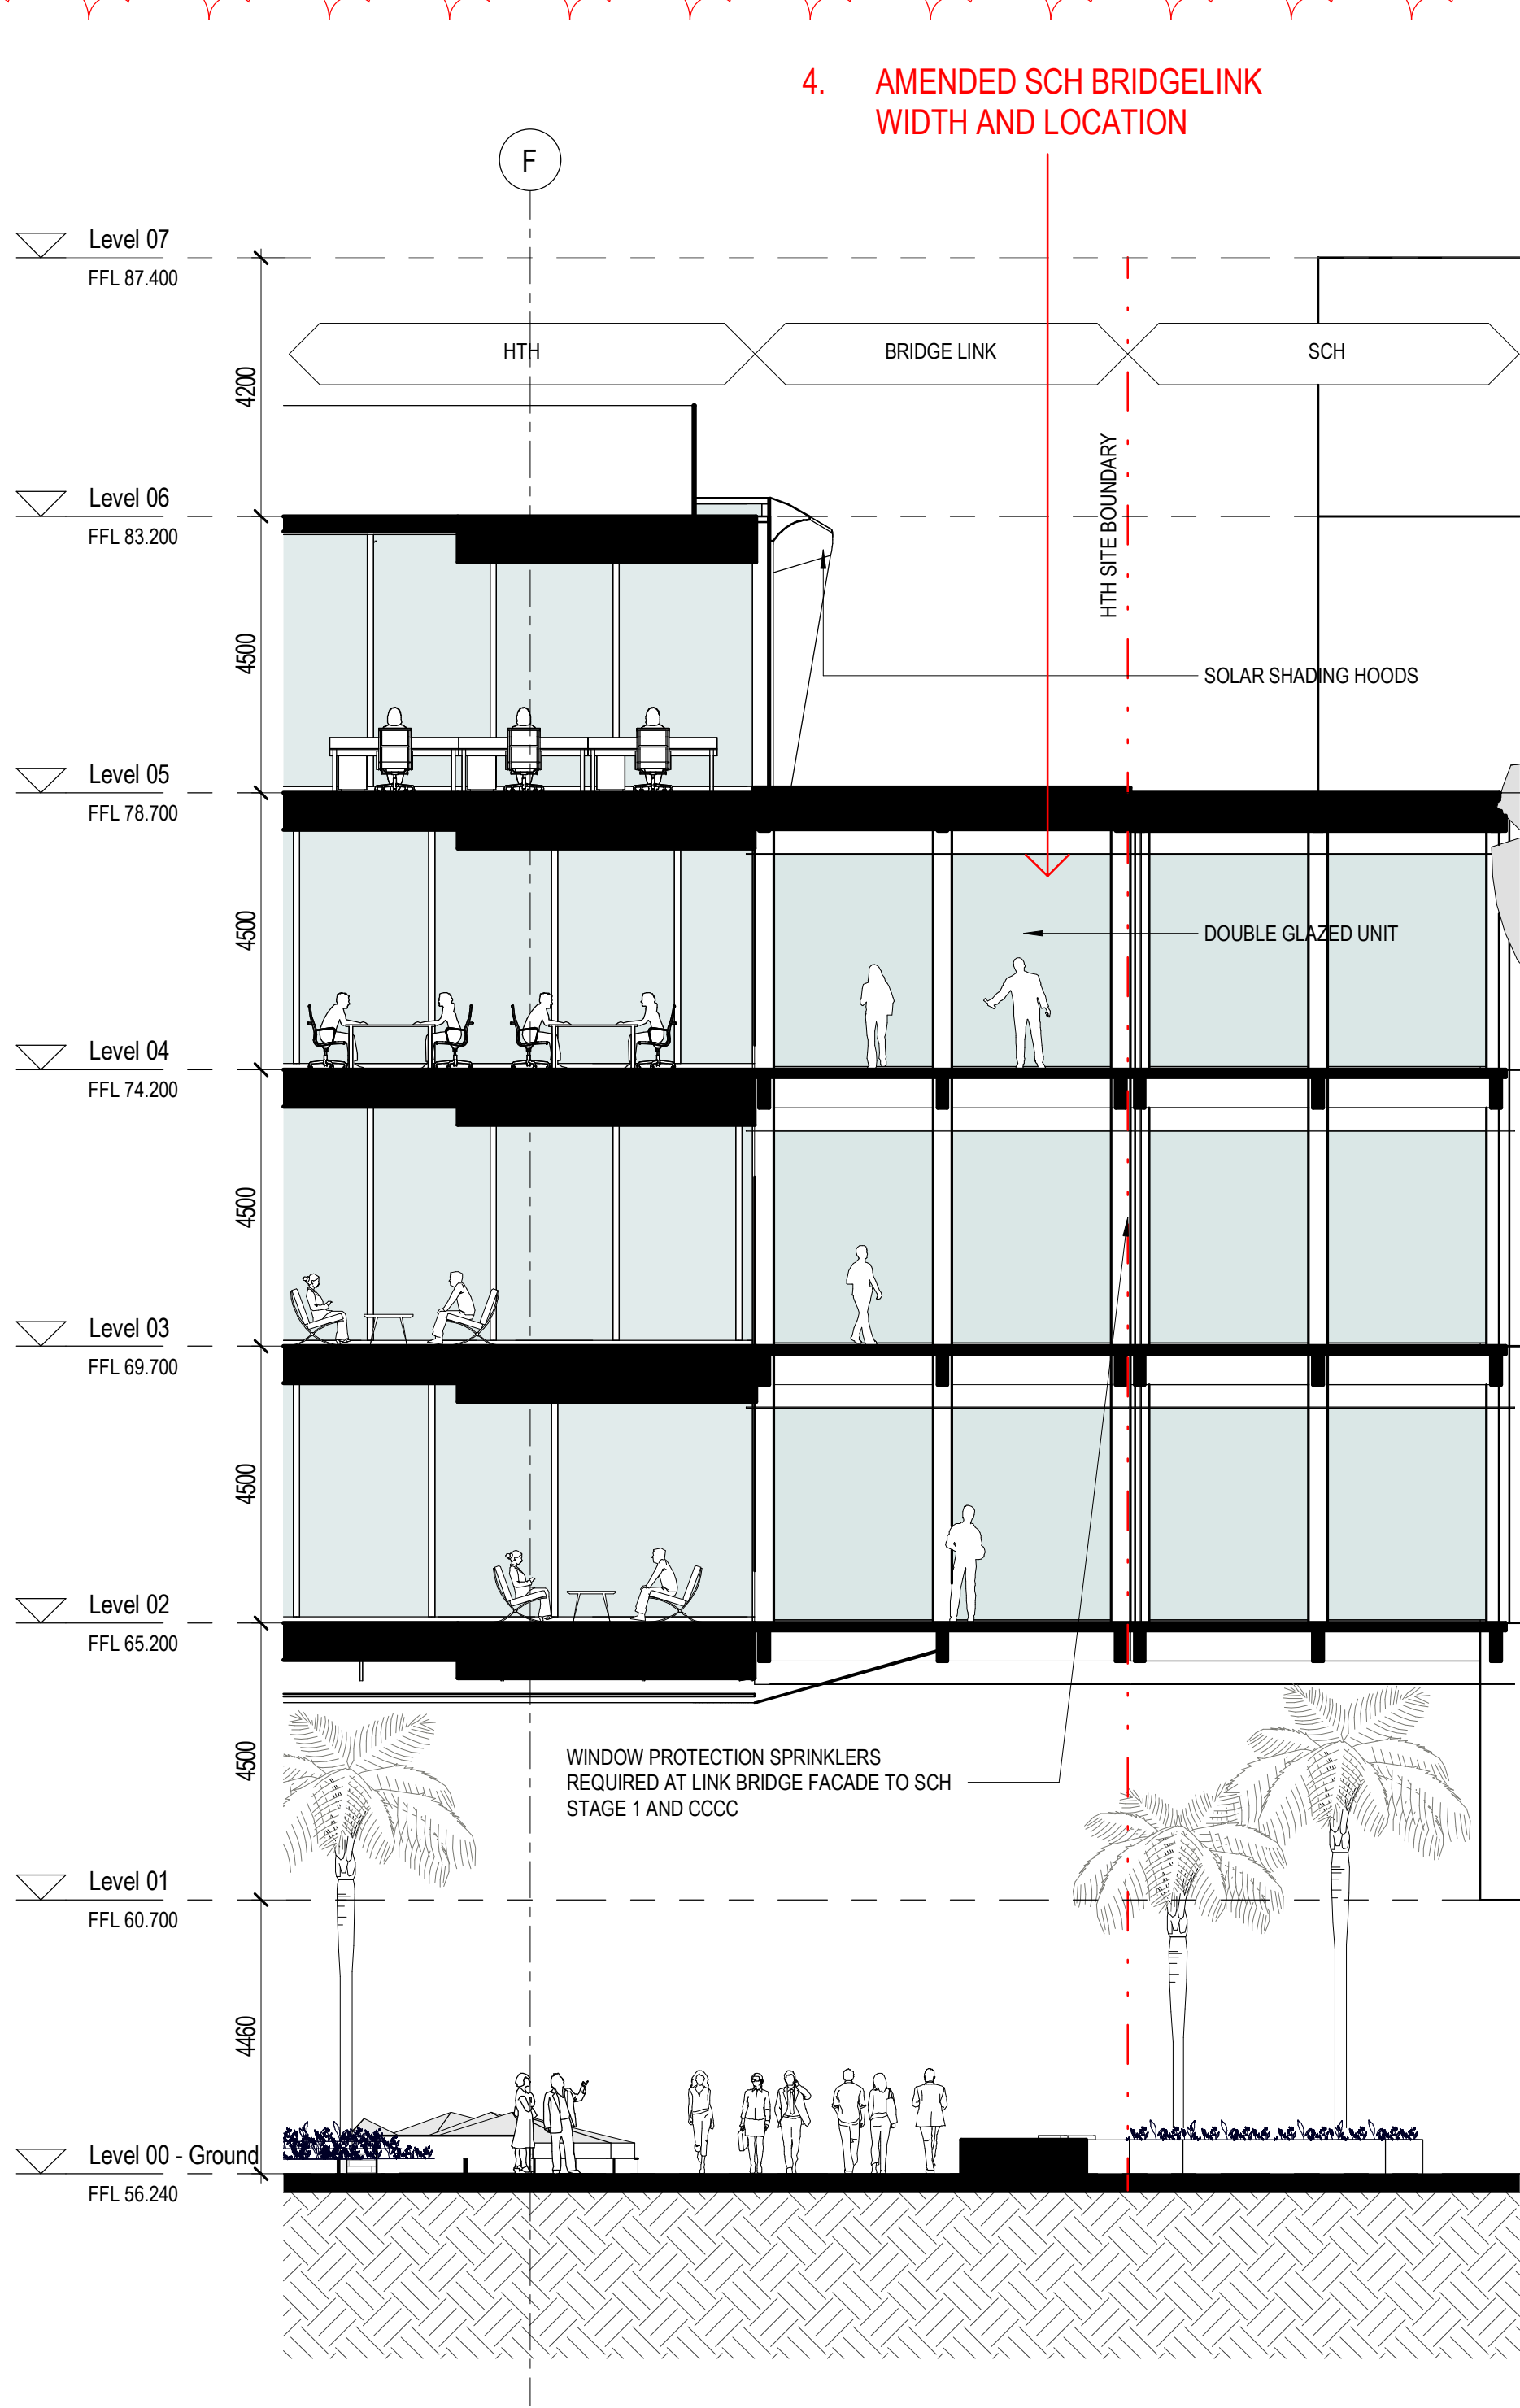 4. AMENDED SCH BRIDGELINK
WIDTH AND LOCATION
F
Level 07
FFL 87.400
HTH
BRIDGE LINK
SCH
4200
HTH SITE BOUNDARY
Level 06
FFL 83.200
4500
SOLAR SHADING HOODS
Level 05
FFL 78.700
4500
DOUBLE GLAZED UNIT
Level 04
FFL 74.200
4500
Level 03
FFL 69.700
4500
Level 02
FFL 65.200
4500
WINDOW PROTECTION SPRINKLERS
REQUIRED AT LINK BRIDGE FACADE TO SCH
STAGE 1 AND CCCC
Level 01
FFL 60.700
4460
Level 00 - Ground
FFL 56.240